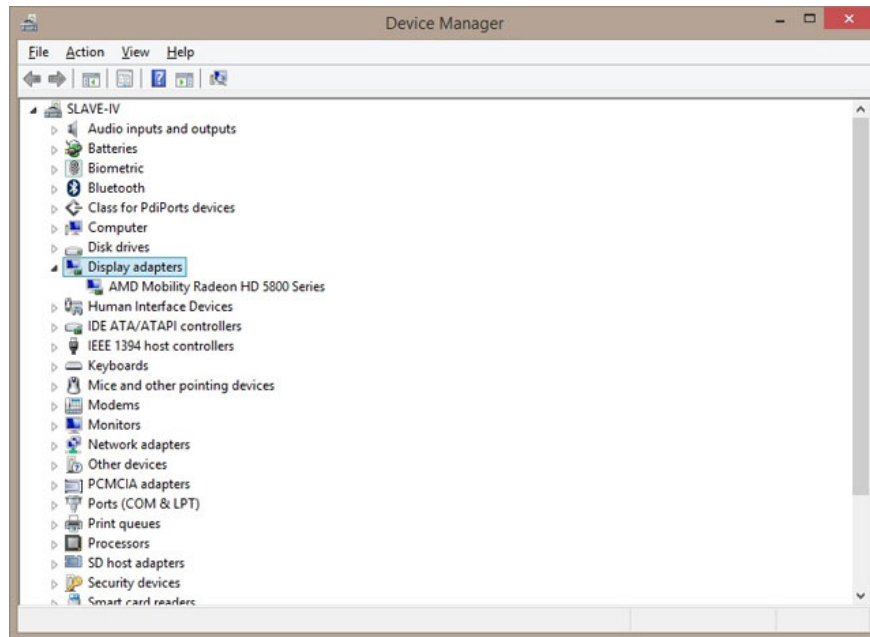 Device Manager
File Action View Help
SLAVE-IV
Audio inputs and outputs
Batteries
Biometric
Bluetooth
Class for PdiPorts devices
Computer
Disk drives
Display adapters
AMD Mobility Radeon HD 5800 Series
Human Interface Devices
IDE ATA/ATAPI controllers
IEEE 1394 host controllers
Keyboards
Mice and other pointing devices
Modems
Monitors
Network adapters
Other devices
PCMCIA adapters
Ports (COM & LPT)
Print queues
Processors
SD host adapters
Security devices
Smart card readers